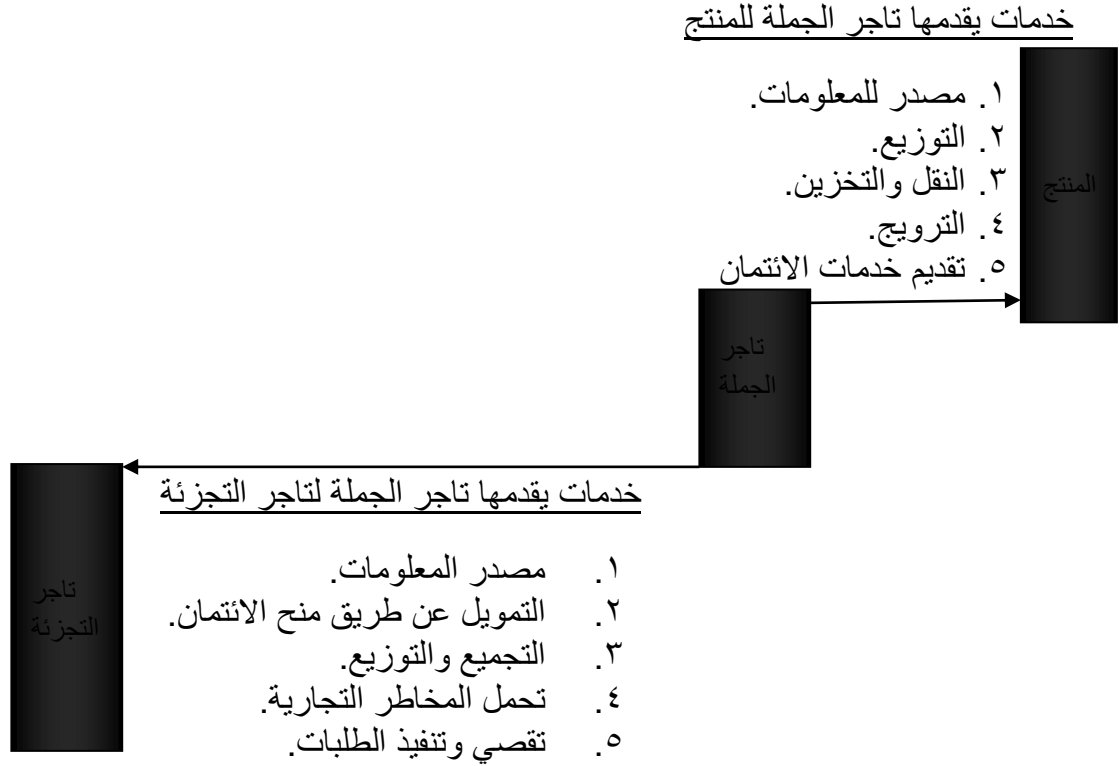 خدمات يقدمها تاجر الجملة للمنتج
١. مصدر للمعلومات.
٢. التوزيع.
٣. النقل والتخزين.
٤. الترويج.
٥. تقديم خدمات الائتمان
المنتج
تاجر
الجملة
خدمات يقدمها تاجر الجملة لتاجر التجزئة
١. مصدر المعلومات.
٢. التمويل عن طريق منح الائتمان.
٣. التجميع والتوزيع.
٤. تحمل المخاطر التجارية.
٥. تقصي وتنفيذ الطلبات.
تاجر
التجزئة